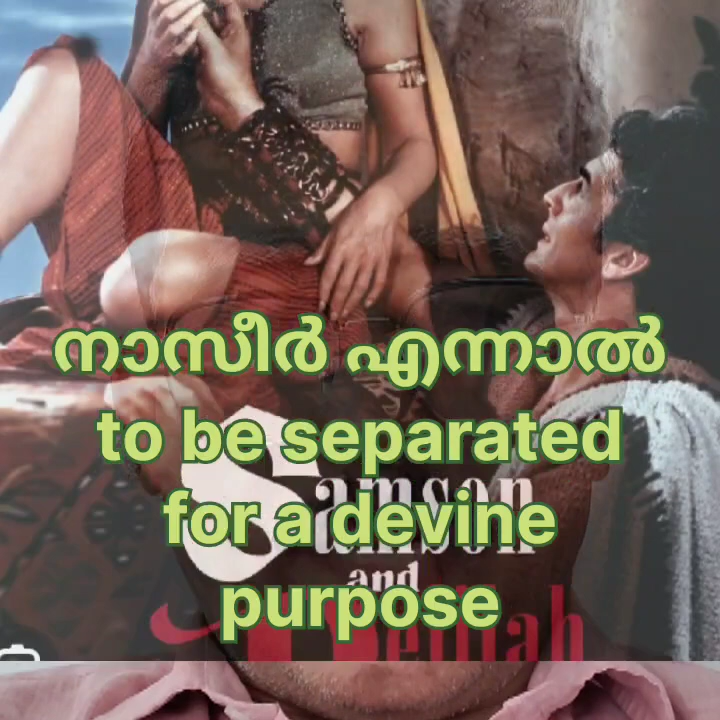 നാസീർ എന്നാൽ
to be separated
for a devine
purpose
Samson
and
Delilah